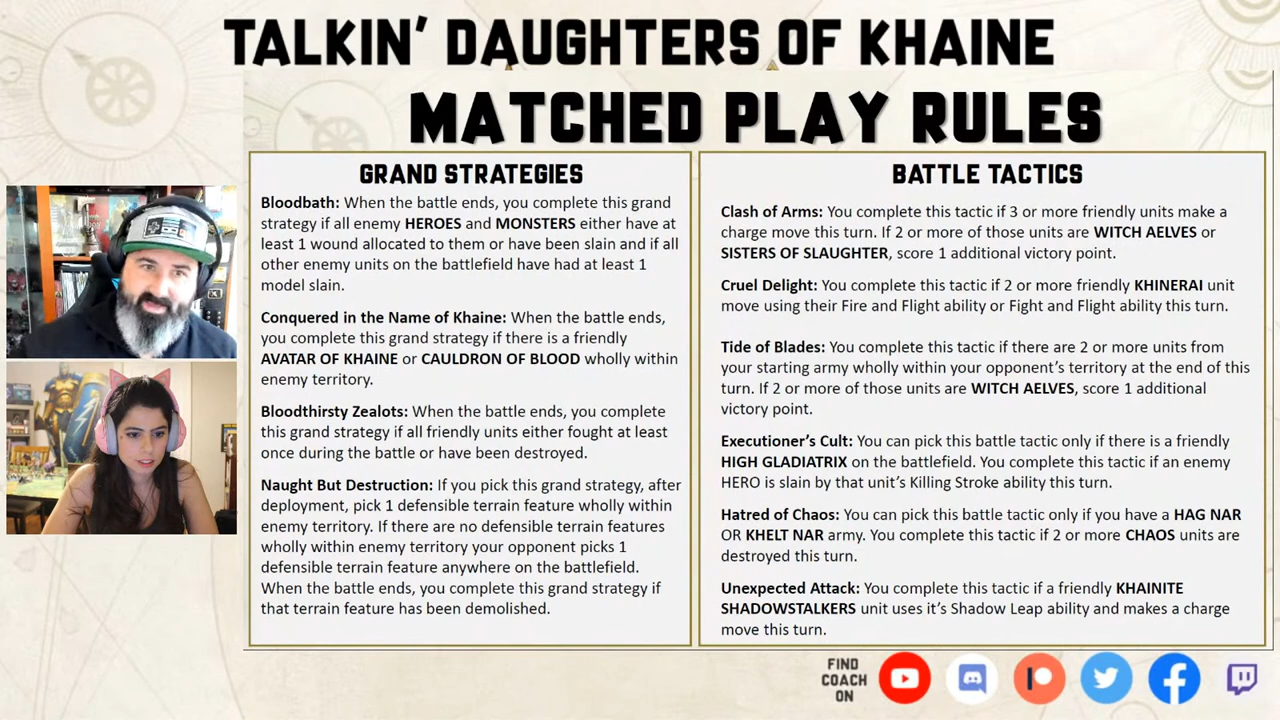 TALKIN' DAUGHTERS OF KHAINE
MATCHED PLAY RULES
GRAND STRATEGIES
Bloodbath: When the battle ends, you complete this grand
strategy if all enemy HEROES and MONSTERS either have at
least 1 wound allocated to them or have been slain and if all
other enemy units on the battlefield have had at least 1
model slain.
Conquered in the Name of Khaine: When the battle ends,
you complete this grand strategy if there is a friendly
AVATAR OF KHAINE or CAULDRON OF BLOOD wholly within
enemy territory.
Bloodthirsty Zealots: When the battle ends, you complete
this grand strategy if all friendly units either fought at least
once during the battle or have been destroyed.
Naught But Destruction: If you pick this grand strategy, after
deployment, pick 1 defensible terrain feature wholly within
enemy territory. If there are no defensible terrain features
wholly within enemy territory your opponent picks 1
defensible terrain feature anywhere on the battlefield.
When the battle ends, you complete this grand strategy if
that terrain feature has been demolished.
BATTLE TACTICS
Clash of Arms: You complete this tactic if 3 or more friendly units make a
charge move this turn. If 2 or more of those units are WITCH AELVES or
SISTERS OF SLAUGHTER, score 1 additional victory point.
Cruel Delight: You complete this tactic if 2 or more friendly KHINERAI unit
move using their Fire and Flight ability or Fight and Flight ability this turn.
Tide of Blades: You complete this tactic if there are 2 or more units from
your starting army wholly within your opponent's territory at the end of this
turn. If 2 or more of those units are WITCH AELVES, score 1 additional
victory point.
Executioner's Cult: You can pick this battle tactic only if there is a friendly
HIGH GLADIATRIX on the battlefield. You complete this tactic if an enemy
HERO is slain by that unit's Killing Stroke ability this turn.
Hatred of Chaos: You can pick this battle tactic only if you have a HAG NAR
OR KHELT NAR army. You complete this tactic if 2 or more CHAOS units are
destroyed this turn.
Unexpected Attack: You complete this tactic if a friendly KHAINITE
SHADOWSTALKERS unit uses it's Shadow Leap ability and makes a charge
move this turn.
FIND
COACH
ON